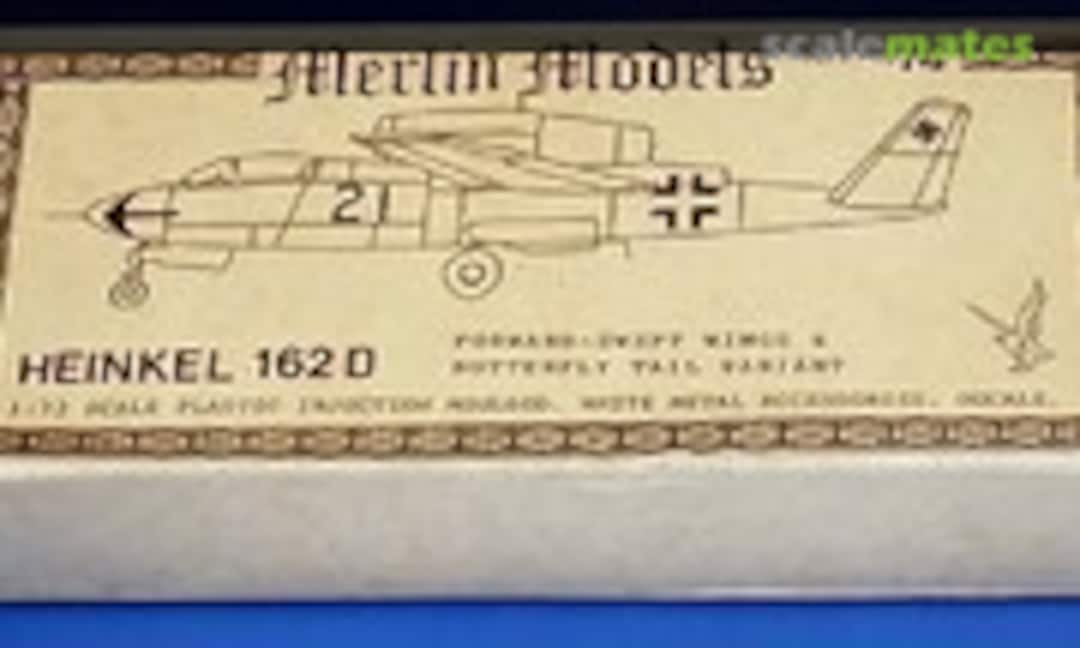 scalemates
Merlin Models
21
HEINKEL 162D
FORWARD-SWEPT WINGS &
BUTTERFLY TAIL VARIANT
1-72 SCALE PLASTIC INJECTION MOULDED, WHITE METAL ACCESSORIES, DECALS.